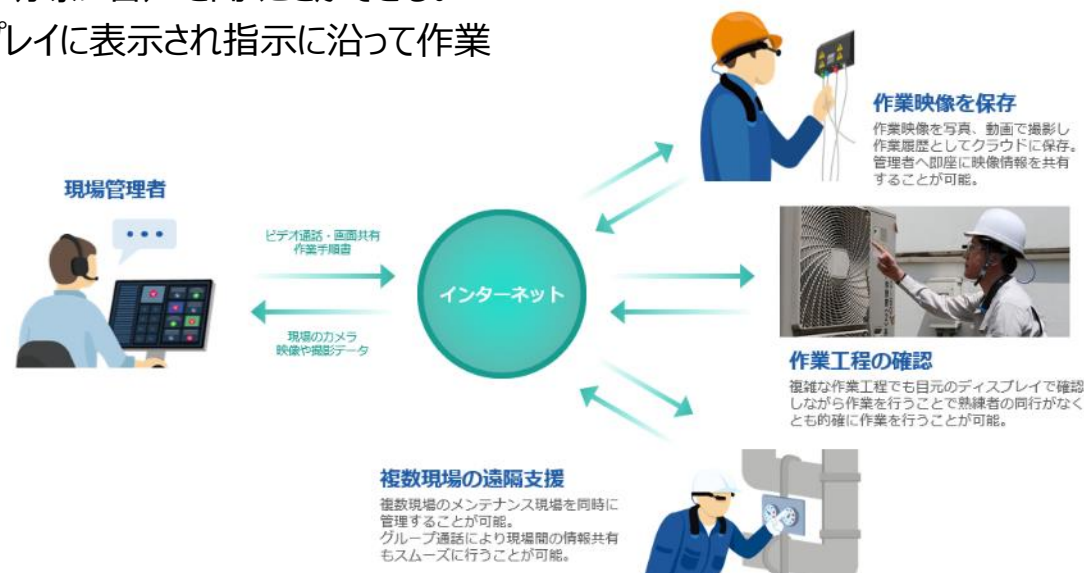 プレイに表示され指示に沿って作業
作業映像を保存
作業映像を写真、動画で撮影し
作業履歴としてクラウドに保存。
管理者へ即座に映像情報を共有
することが可能。
現場管理者
ビデオ通話・画面共有
作業手順書
インターネット
現場のカメラ
映像や撮影データ
作業工程の確認
複雑な作業工程でも目元のディスプレイで確認
しながら作業を行うことで熟練者の同行がなく
とも的確に作業を行うことが可能。
複数現場の遠隔支援
複数現場のメンテナンス現場を同時に
管理することが可能。
グループ通話により現場間の情報共有
もスムーズに行うことが可能。